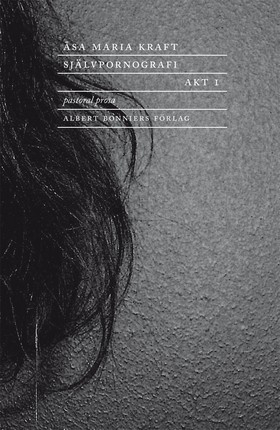 ÅSA MARIA KRAFT
SJÄLVPORNOGRAFI
AKT 1
pastoral prosa
ALBERT BONNIERS FÖRLAG